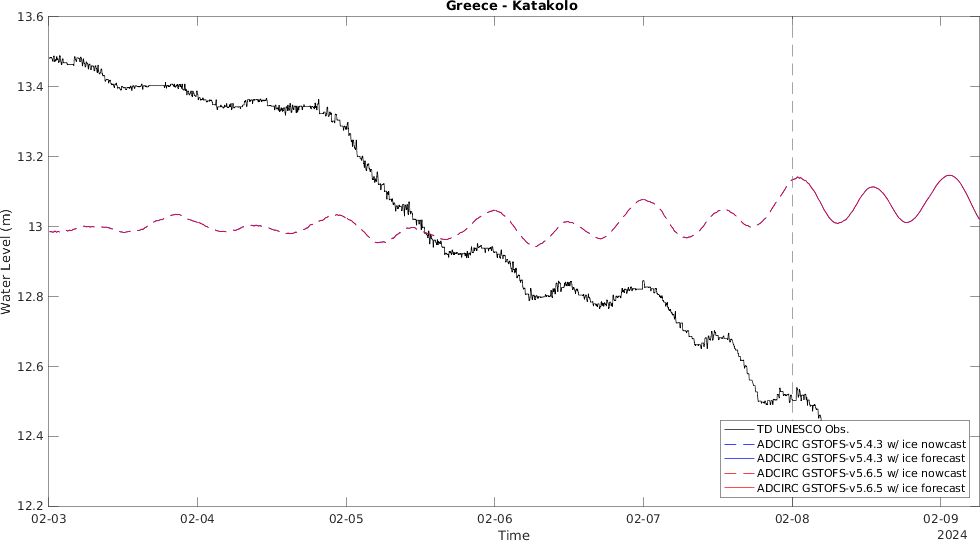 Greece - Katakolo
13.6
13.4
13.2
13
12.8
12.6
12.4
12.2
Water Level (m)
TD UNESCO Obs.
ADCIRC GSTOFS-v5.4.3 w/ ice nowcast
ADCIRC GSTOFS-v5.4.3 w/ ice forecast
ADCIRC GSTOFS-v5.6.5 w/ ice nowcast
ADCIRC GSTOFS-v5.6.5 w/ ice forecast
02-03 02-04 02-05 02-06 02-07 02-08 02-09
Time
2024